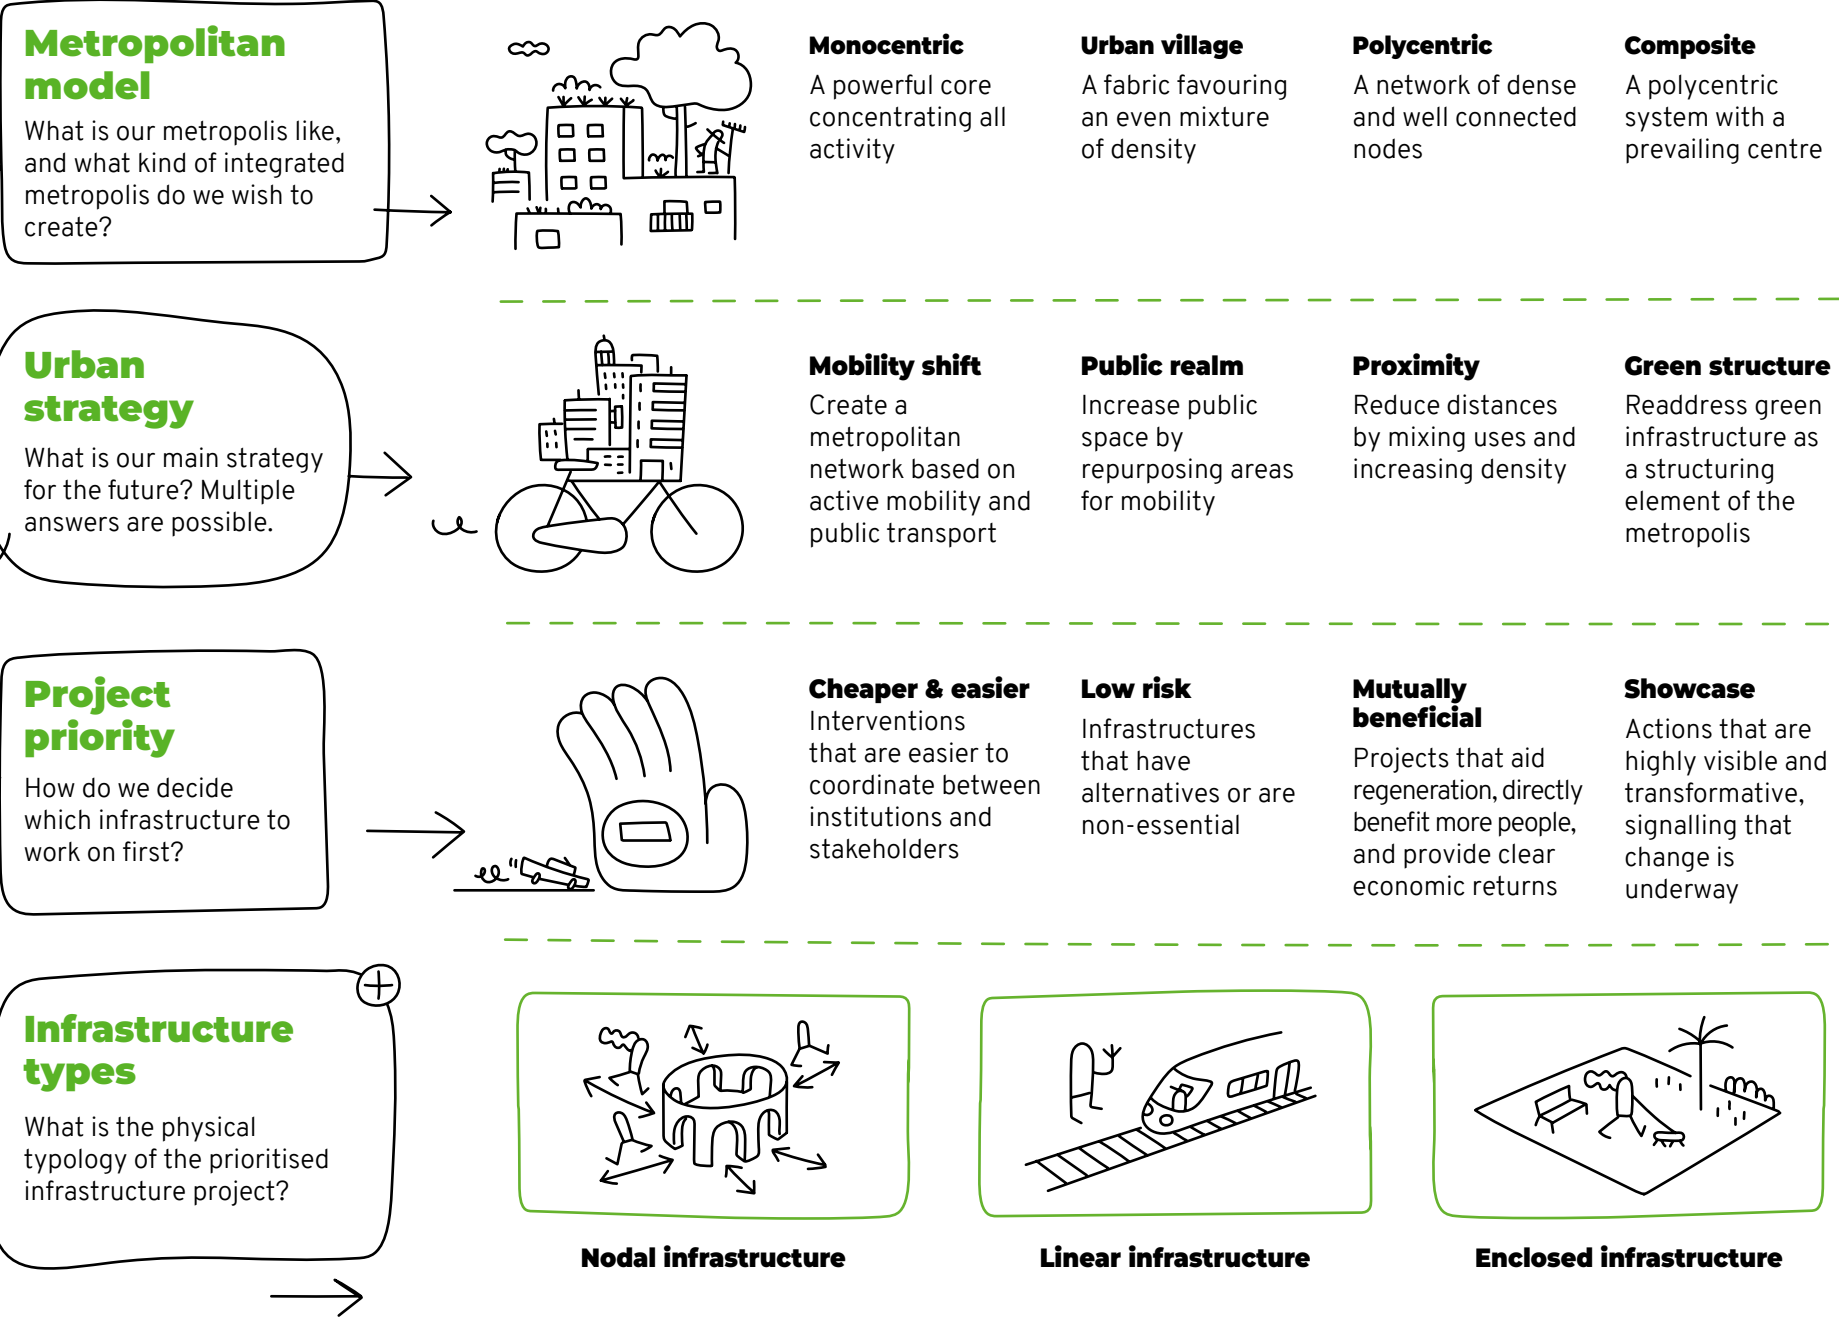 Metropolitan
model
What is our metropolis like,
and what kind of integrated
metropolis do we wish to
create?
Monocentric
A powerful core
concentrating all
activity
Urban village
A fabric favouring
an even mixture
of density
Polycentric
A network of dense
and well connected
nodes
Composite
A polycentric
system with a
prevailing centre
Urban
strategy
What is our main strategy
for the future? Multiple
answers are possible.
Mobility shift
Create a
metropolitan
network based on
active mobility and
public transport
Public realm
Increase public
space by
repurposing areas
for mobility
Proximity
Reduce distances
by mixing uses and
increasing density
Green structure
Readdress green
infrastructure as
a structuring
element of the
metropolis
Project
priority
How do we decide
which infrastructure to
work on first?
Cheaper & easier
Interventions
that are easier to
coordinate between
institutions and
stakeholders
Low risk
Infrastructures
that have
alternatives or are
non-essential
Mutually
beneficial
Projects that aid
regeneration, directly
benefit more people,
and provide clear
economic returns
Showcase
Actions that are
highly visible and
transformative,
signalling that
change is
underway
Infrastructure
types
What is the physical
typology of the prioritised
infrastructure project?
Nodal infrastructure
Linear infrastructure
Enclosed infrastructure